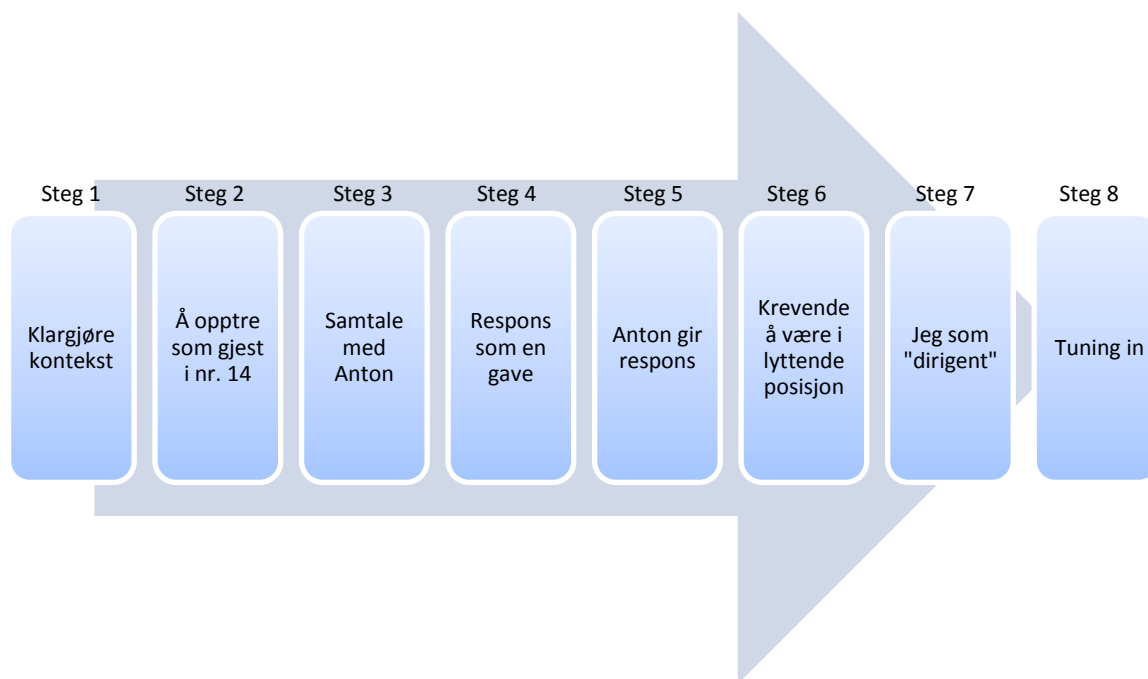 Steg 1
Klargjøre
kontekst
Steg 2
Å opptre
som gjest
i nr. 14
Steg 3
Samtale
med
Anton
Steg 4
Respons
som en
gave
Steg 5
Anton gir
respons
Steg 6
Krevende
å være i
lyttende
posisjon
Steg 7
Jeg som
"dirigent"
Steg 8
Tuning in